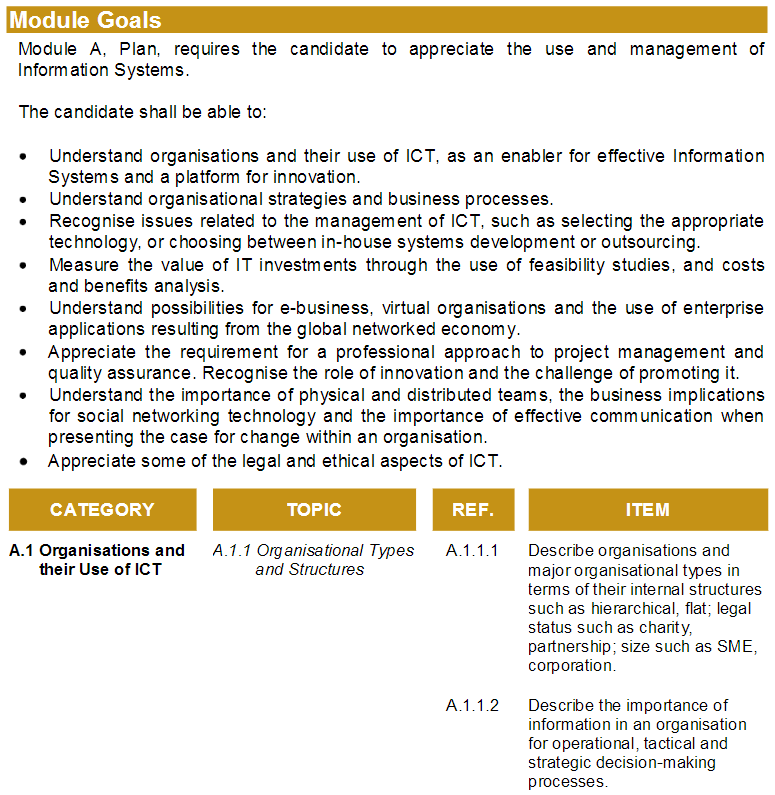 Module Goals
Module A, Plan, requires the candidate to appreciate the use and management of
Information Systems.
The candidate shall be able to:
• Understand organisations and their use of ICT, as an enabler for effective Information
Systems and a platform for innovation.
• Understand organisational strategies and business processes.
• Recognise issues related to the management of ICT, such as selecting the appropriate
technology, or choosing between in-house systems development or outsourcing.
• Measure the value of IT investments through the use of feasibility studies, and costs
and benefits analysis.
• Understand possibilities for e-business, virtual organisations and the use of enterprise
applications resulting from the global networked economy.
• Appreciate the requirement for a professional approach to project management and
quality assurance. Recognise the role of innovation and the challenge of promoting it.
• Understand the importance of physical and distributed teams, the business implications
for social networking technology and the importance of effective communication when
presenting the case for change within an organisation.
• Appreciate some of the legal and ethical aspects of ICT.
CATEGORY TOPIC REF. ITEM
A.1 Organisations and A.1.1 Organisational Types A.1.1.1 Describe organisations and
their Use of ICT and Structures major organisational types in
terms of their internal structures
such as hierarchical, flat; legal
status such as charity,
partnership; size such as SME,
corporation.
A.1.1.2 Describe the importance of
information in an organisation
for operational, tactical and
strategic decision-making
processes.